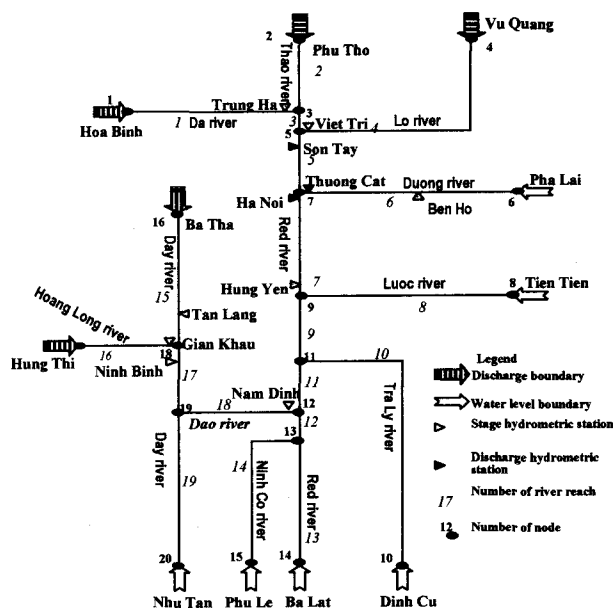 Vu Quang
2
4
Phu Tho
Thao river
2
1
Trung Ha
3
3
Viet Tri
4
Lo river
5
1
Da river
Hoa Binh
Son Tay
5
Thuong Cat
Duong river
Pha Lai
Ha Noi
7
6
6
Ben Ho
16
Ba Tha
Day river
Red river
15
Hung Yen
7
Luoc river
8
Tien Tien
9
8
Tan Lang
Hoang Long river
9
16
18
Gian Khau
11
10
Hung Thi
Ninh Binh
17
11
Tra Ly river
Nam Dinh
19
18
12
Dao river
12
13
14
Ninh Co river
Day river
19
Red river
13
20
15
14
10
Nhu Tan
Phu Le
Ba Lat
Dinh Cu
Legend
Discharge boundary
Water level boundary
Stage hydrometric station
Discharge hydrometric
station
Number of river reach
17
12
Number of node